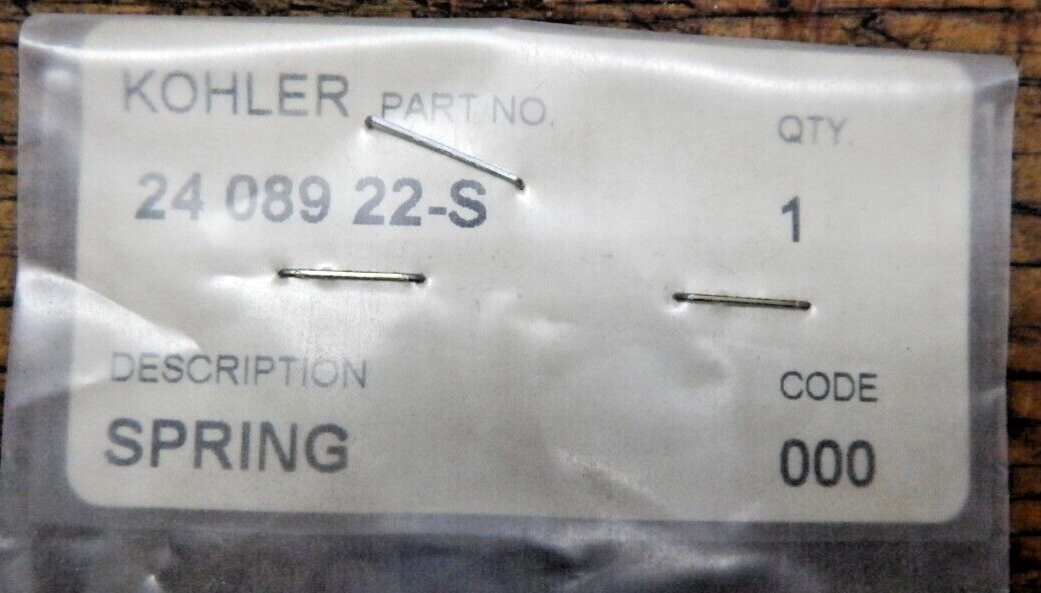 KOHLER PART NO. QTY.
24 089 22-S 1
DESCRIPTION CODE
SPRING 000